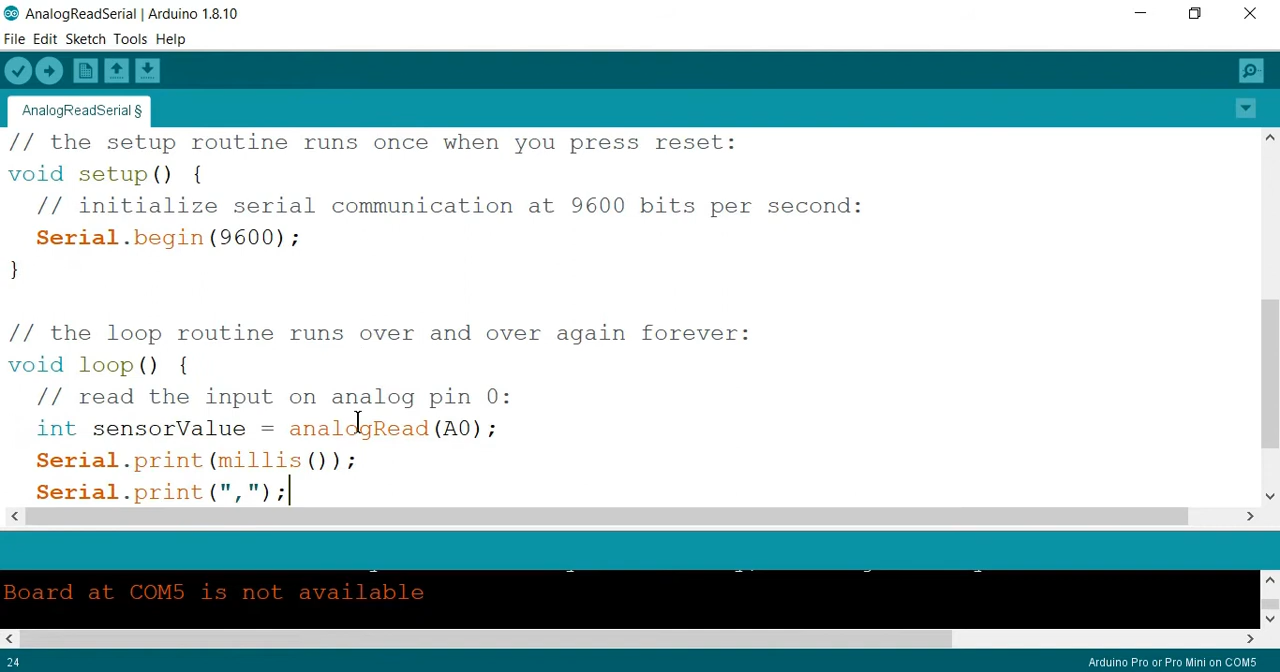 AnalogReadSerial | Arduino 1.8.10
File Edit Sketch Tools Help
AnalogReadSerial §
// the setup routine runs once when you press reset:
void setup() {
  // initialize serial communication at 9600 bits per second:
  Serial.begin(9600);
}
// the loop routine runs over and over again forever:
void loop() {
  // read the input on analog pin 0:
  int sensorValue = analogRead(A0);
  Serial.print(millis());
  Serial.print(",");
Board at COM5 is not available
24
Arduino Pro or Pro Mini on COM5